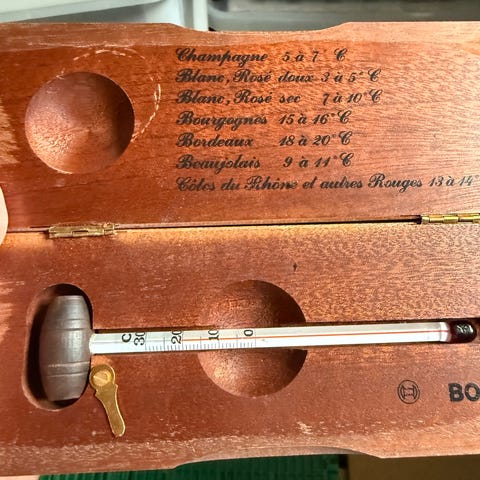 Champagne 5 à 7° C
Blanc, Rosé doux 3 à 5° C
Blanc, Rosé sec 7 à 10° C
Bourgognes 15 à 16° C
Bordeaux 18 à 20° C
Beaujolais 9 à 11° C
Côtes du Rhône et autres Rouges 13 à 14°
C 30 20 10 0
BO